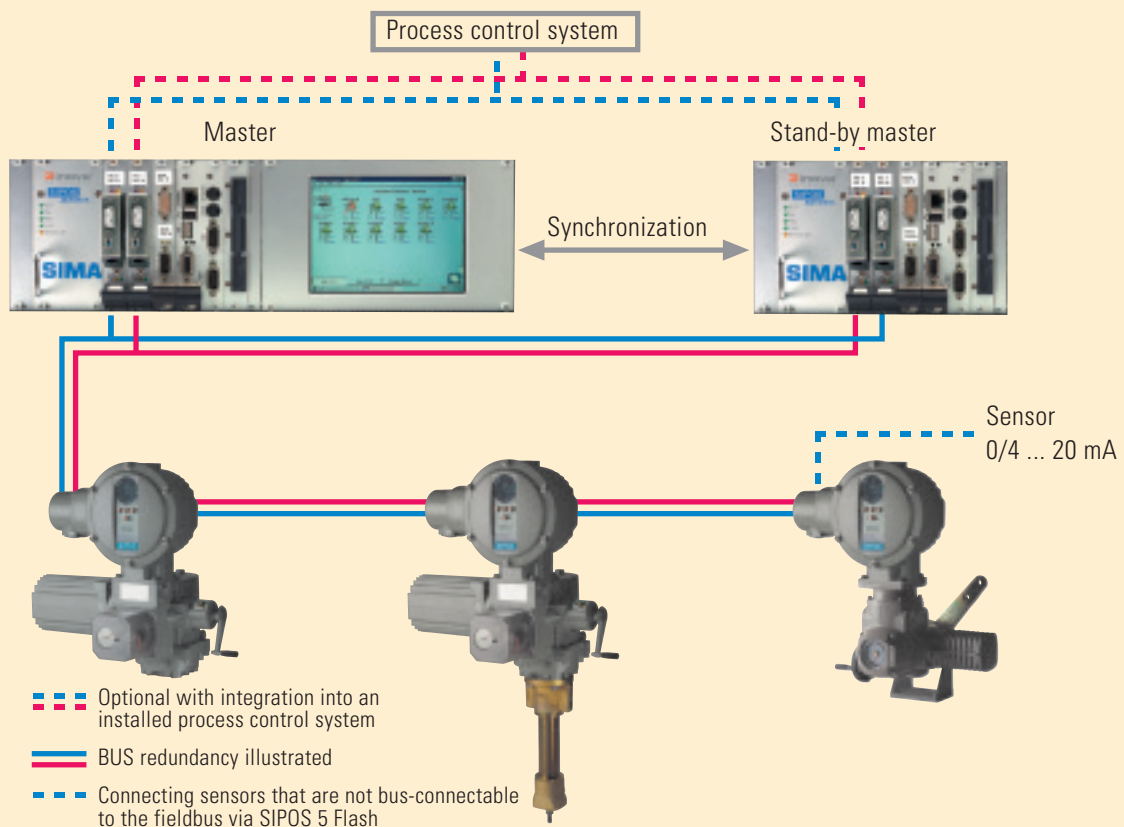 Process control system
Master
Stand-by master
SIPOS
SIMA
Synchronization
SIPOS
SIMA
Sensor
0/4 ... 20 mA
Optional with integration into an
installed process control system
BUS redundancy illustrated
Connecting sensors that are not bus-connectable
to the fieldbus via SIPOS 5 Flash